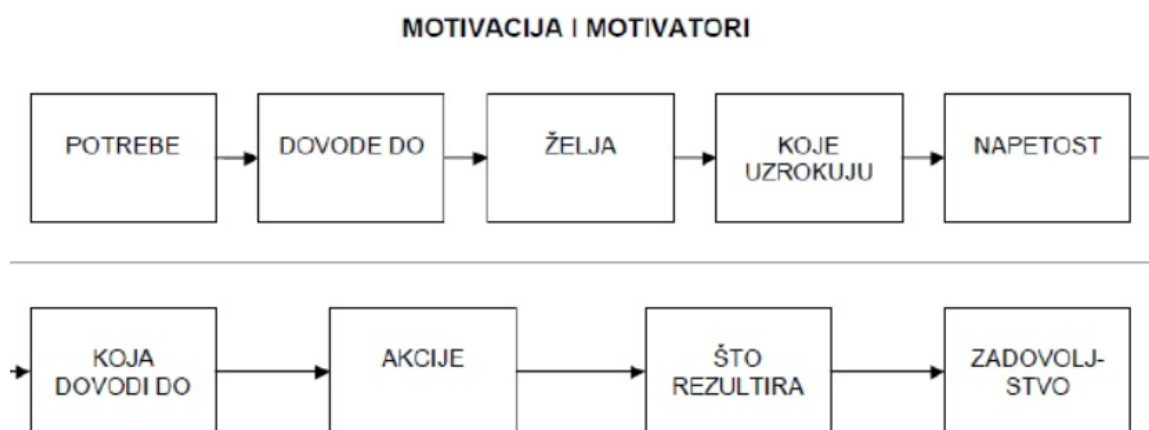 MOTIVACIJA I MOTIVATORI
POTREBE
DOVODE DO
ŽELJA
KOJE
UZROKUJU
NAPETOST
KOJA
DOVODI DO
AKCIJE
ŠTO
REZULTIRA
ZADOVOLJ-
STVO